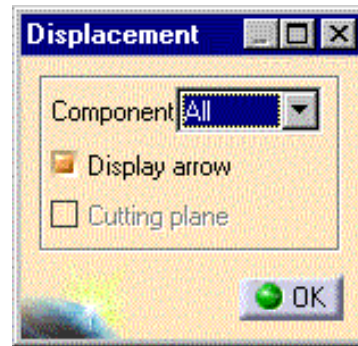 Displacement
Component All
Display arrow
Cutting plane
OK